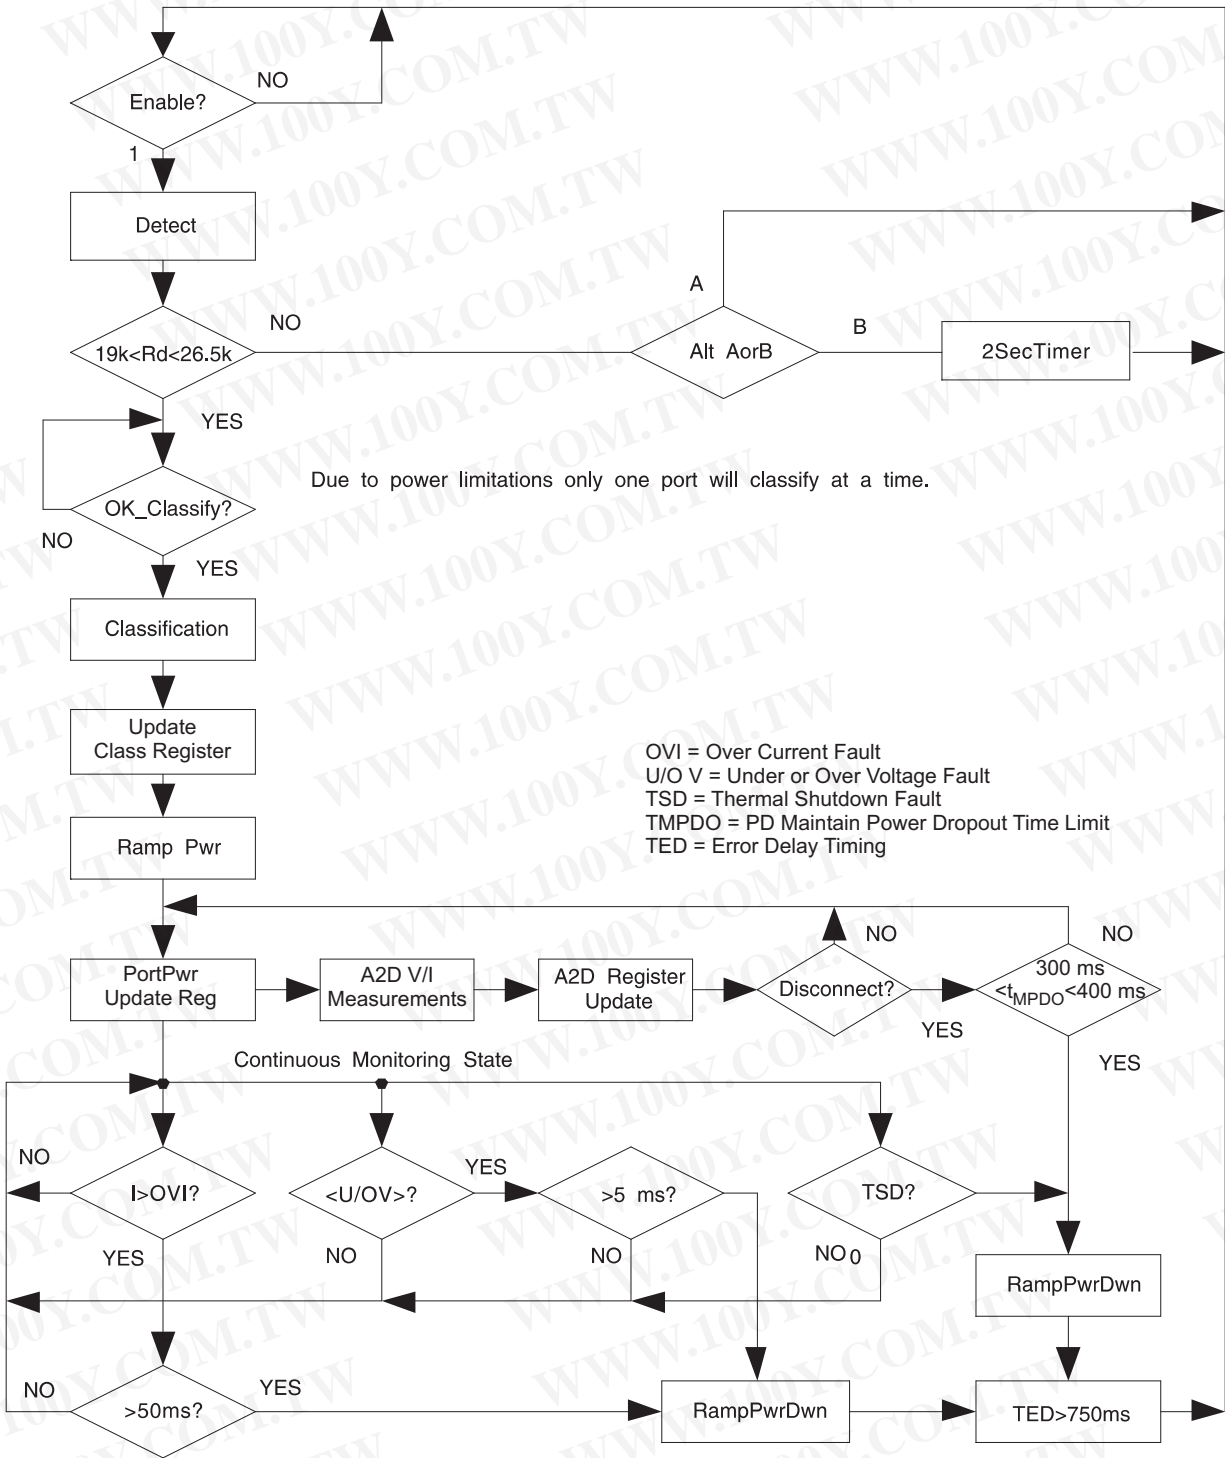 Enable?
NO
1
Detect
19k<Rd<26.5k
NO
Alt AorB
A
B
2SecTimer
YES
OK_Classify?
NO
Due to power limitations only one port will classify at a time.
YES
Classification
Update
Class Register
Ramp Pwr
OVI = Over Current Fault
U/O V = Under or Over Voltage Fault
TSD = Thermal Shutdown Fault
TMPDO = PD Maintain Power Dropout Time Limit
TED = Error Delay Timing
PortPwr
Update Reg
A2D V/I
Measurements
A2D Register
Update
Disconnect?
NO
YES
300 ms
<tMPDO<400 ms
NO
YES
Continuous Monitoring State
I>OVI?
NO
YES
<U/OV>?
YES
NO
>5 ms?
NO
TSD?
NO 0
RampPwrDwn
>50ms?
NO
YES
RampPwrDwn
TED>750ms
WWW.100Y.COM.TW